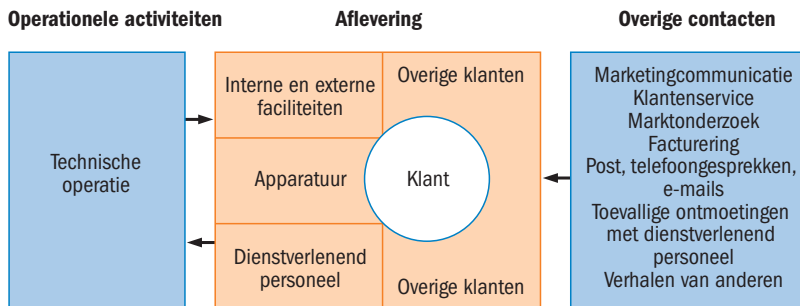 Operationele activiteiten
Aflevering
Overige contacten
Technische
operatie
Interne en externe
faciliteiten
Apparatuur
Dienstverlenend
personeel
Overige klanten
Klant
Overige klanten
Marketingcommunicatie
Klantenservice
Marktonderzoek
Facturering
Post, telefoongesprekken,
e-mails
Toevallige ontmoetingen
met dienstverlenend
personeel
Verhalen van anderen